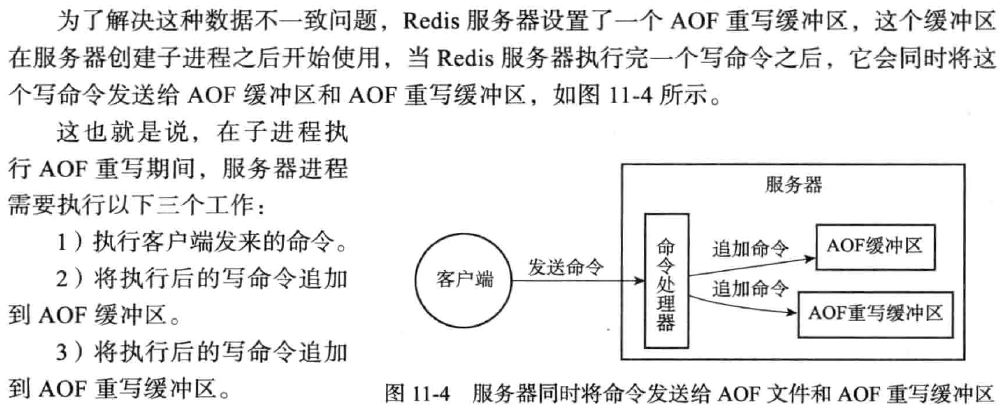 为了解决这种数据不一致问题，Redis 服务器设置了一个 AOF 重写缓冲区，这个缓冲区
在服务器创建子进程之后开始使用，当 Redis 服务器执行完一个写命令之后，它会同时将这
个写命令发送给 AOF 缓冲区和 AOF 重写缓冲区，如图 11-4 所示。
这也就是说，在子进程执
行 AOF 重写期间，服务器进程
需要执行以下三个工作：
1）执行客户端发来的命令。
2）将执行后的写命令追加
到 AOF 缓冲区。
3）将执行后的写命令追加
到 AOF 重写缓冲区。
服务器
客户端
发送命令
命令处理器
追加命令
AOF缓冲区
追加命令
AOF重写缓冲区
图 11-4 服务器同时将命令发送给 AOF 文件和 AOF 重写缓冲区